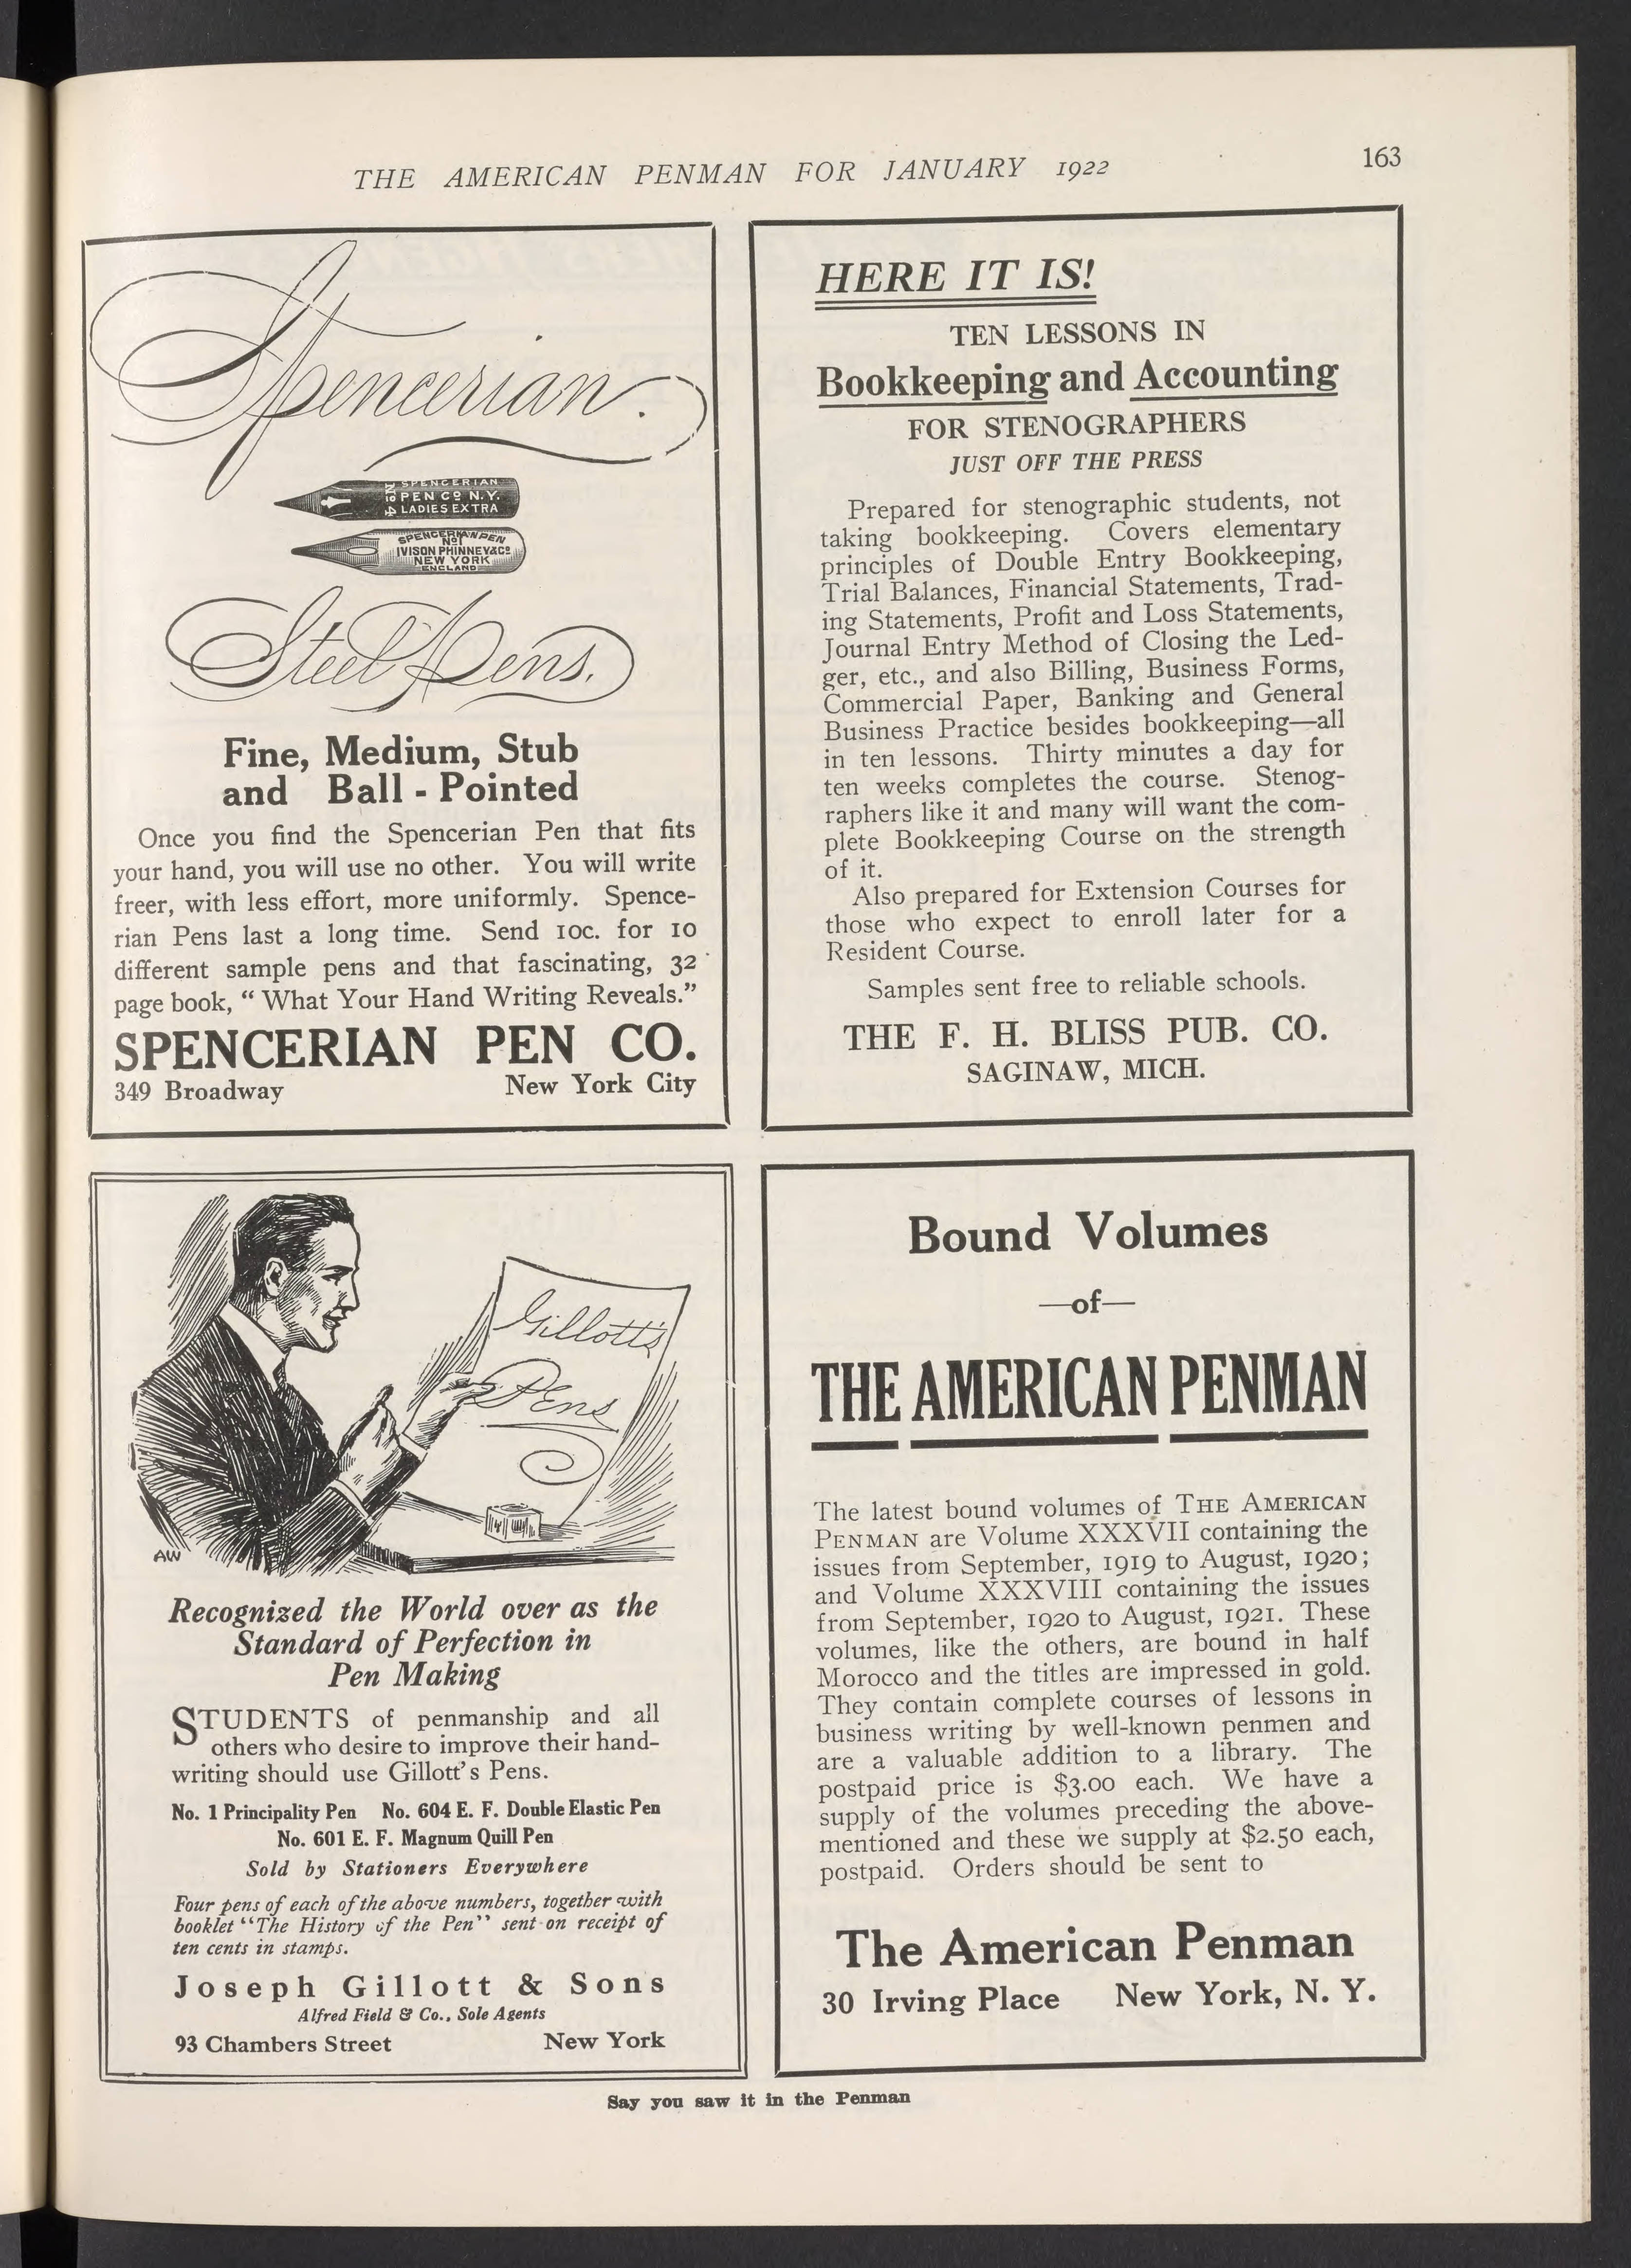 THE AMERICAN PENMAN FOR JANUARY 1922
163
Spencerian.
SPENCERIAN
No 14 PEN Co N.Y.
LADIES EXTRA
SPENCERIAN PEN
No 1
IVISON PHINNEY & Co
NEW YORK
ENGLAND
Steel Pens.
Fine, Medium, Stub
and Ball - Pointed
Once you find the Spencerian Pen that fits
your hand, you will use no other. You will write
freer, with less effort, more uniformly. Spence-
rian Pens last a long time. Send 10c. for 10
different sample pens and that fascinating, 32
page book, “ What Your Hand Writing Reveals.”
SPENCERIAN PEN CO.
349 Broadway New York City
HERE IT IS!
TEN LESSONS IN
Bookkeeping and Accounting
FOR STENOGRAPHERS
JUST OFF THE PRESS
Prepared for stenographic students, not
taking bookkeeping. Covers elementary
principles of Double Entry Bookkeeping,
Trial Balances, Financial Statements, Trad-
ing Statements, Profit and Loss Statements,
Journal Entry Method of Closing the Led-
ger, etc., and also Billing, Business Forms,
Commercial Paper, Banking and General
Business Practice besides bookkeeping—all
in ten lessons. Thirty minutes a day for
ten weeks completes the course. Stenog-
raphers like it and many will want the com-
plete Bookkeeping Course on the strength
of it.
Also prepared for Extension Courses for
those who expect to enroll later for a
Resident Course.
Samples sent free to reliable schools.
THE F. H. BLISS PUB. CO.
SAGINAW, MICH.
Gillott's
Pens
AW
Recognized the World over as the
Standard of Perfection in
Pen Making
STUDENTS of penmanship and all
others who desire to improve their hand-
writing should use Gillott's Pens.
No. 1 Principality Pen No. 604 E. F. Double Elastic Pen
No. 601 E. F. Magnum Quill Pen
Sold by Stationers Everywhere
Four pens of each of the above numbers, together with
booklet “The History of the Pen” sent on receipt of
ten cents in stamps.
Joseph Gillott & Sons
Alfred Field & Co., Sole Agents
93 Chambers Street New York
Bound Volumes
—of—
THE AMERICAN PENMAN
The latest bound volumes of THE AMERICAN
PENMAN are Volume XXXVII containing the
issues from September, 1919 to August, 1920;
and Volume XXXVIII containing the issues
from September, 1920 to August, 1921. These
volumes, like the others, are bound in half
Morocco and the titles are impressed in gold.
They contain complete courses of lessons in
business writing by well-known penmen and
are a valuable addition to a library. The
postpaid price is $3.00 each. We have a
supply of the volumes preceding the above-
mentioned and these we supply at $2.50 each,
postpaid. Orders should be sent to
The American Penman
30 Irving Place New York, N. Y.
Say you saw it in the Penman